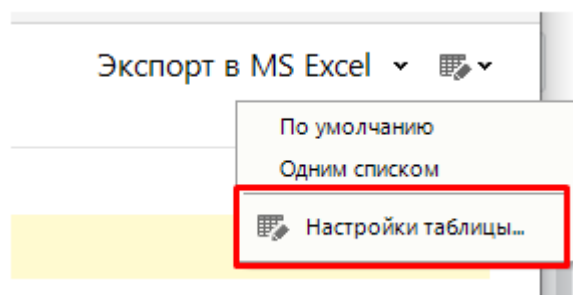 Экспорт в MS Excel
По умолчанию
Одним списком
Настройки таблицы...